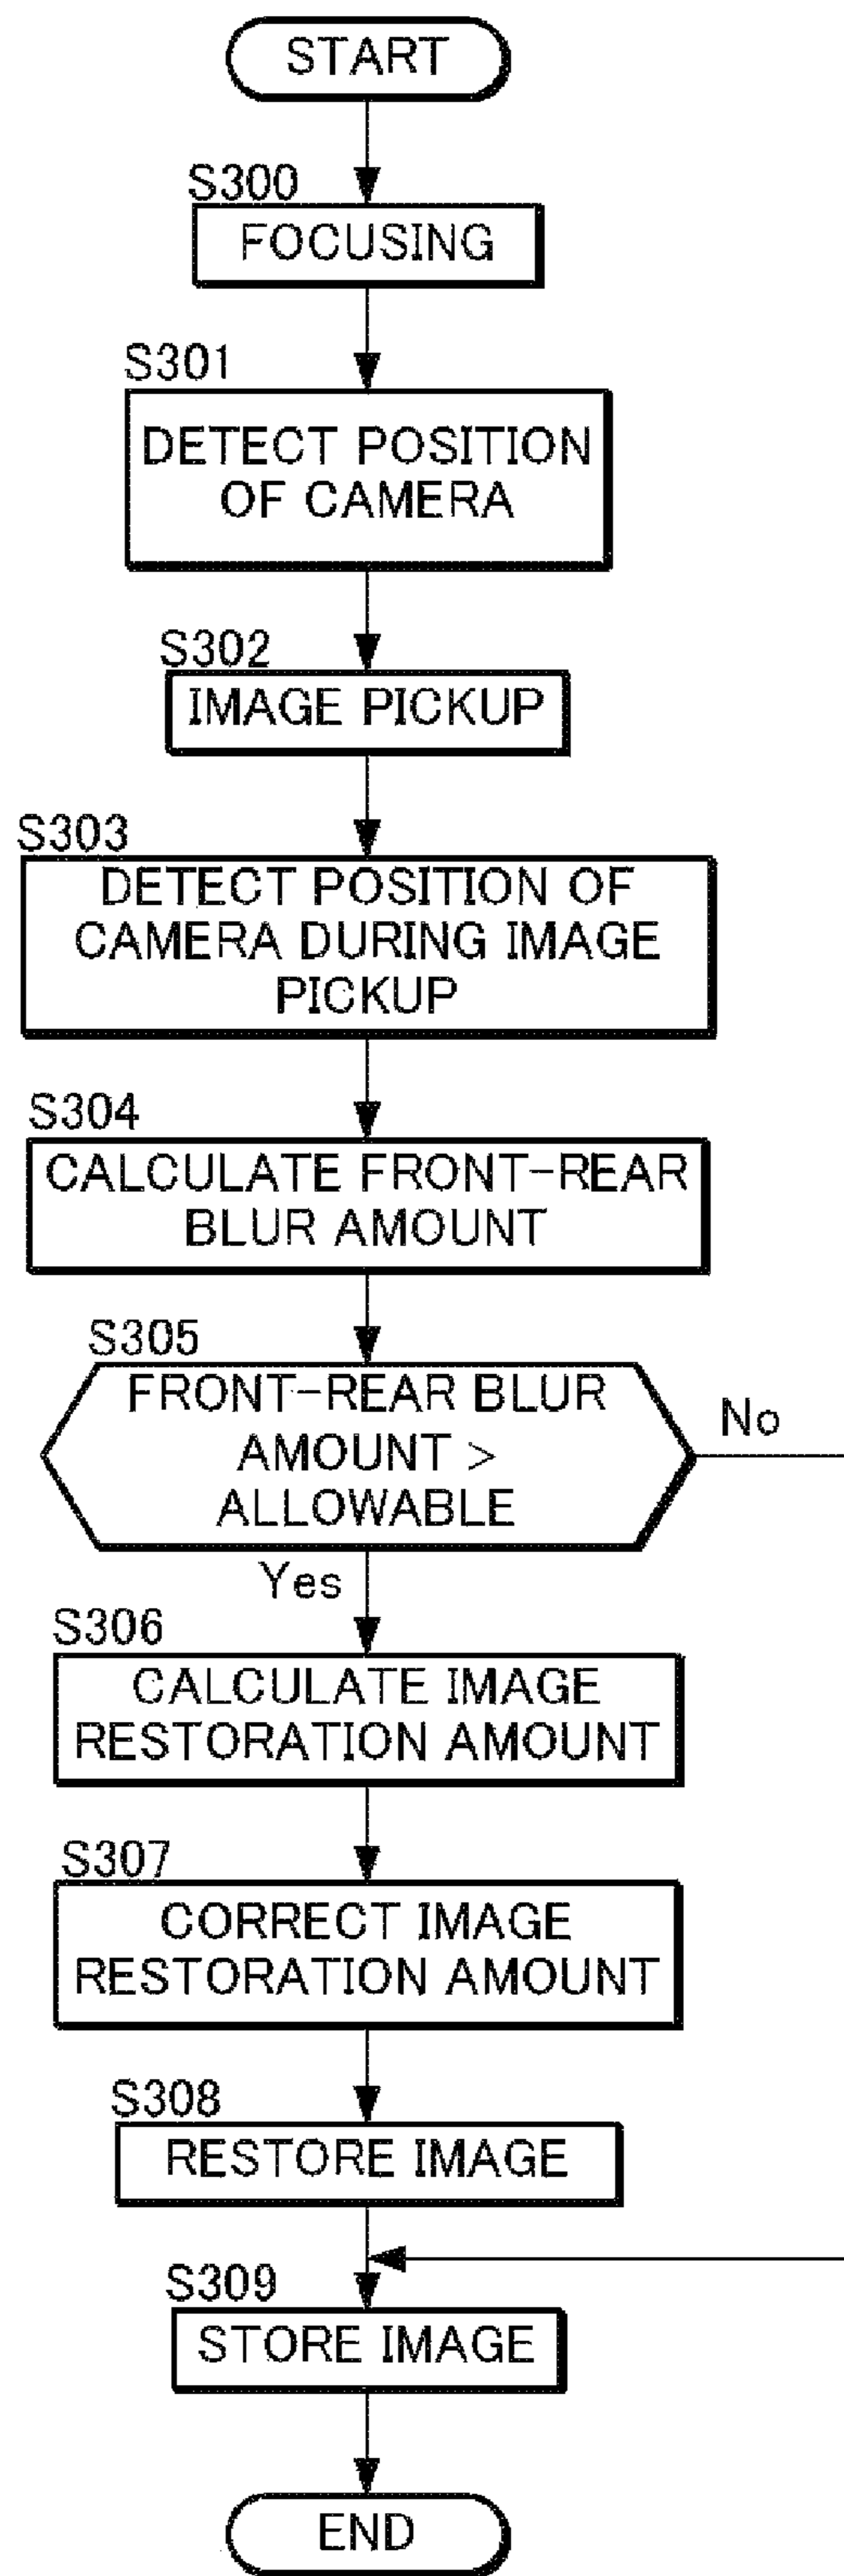 START
S300
FOCUSING
S301
DETECT POSITION
OF CAMERA
S302
IMAGE PICKUP
S303
DETECT POSITION OF
CAMERA DURING IMAGE
PICKUP
S304
CALCULATE FRONT-REAR
BLUR AMOUNT
S305
FRONT-REAR BLUR
AMOUNT >
ALLOWABLE
No
Yes
S306
CALCULATE IMAGE
RESTORATION AMOUNT
S307
CORRECT IMAGE
RESTORATION AMOUNT
S308
RESTORE IMAGE
S309
STORE IMAGE
END